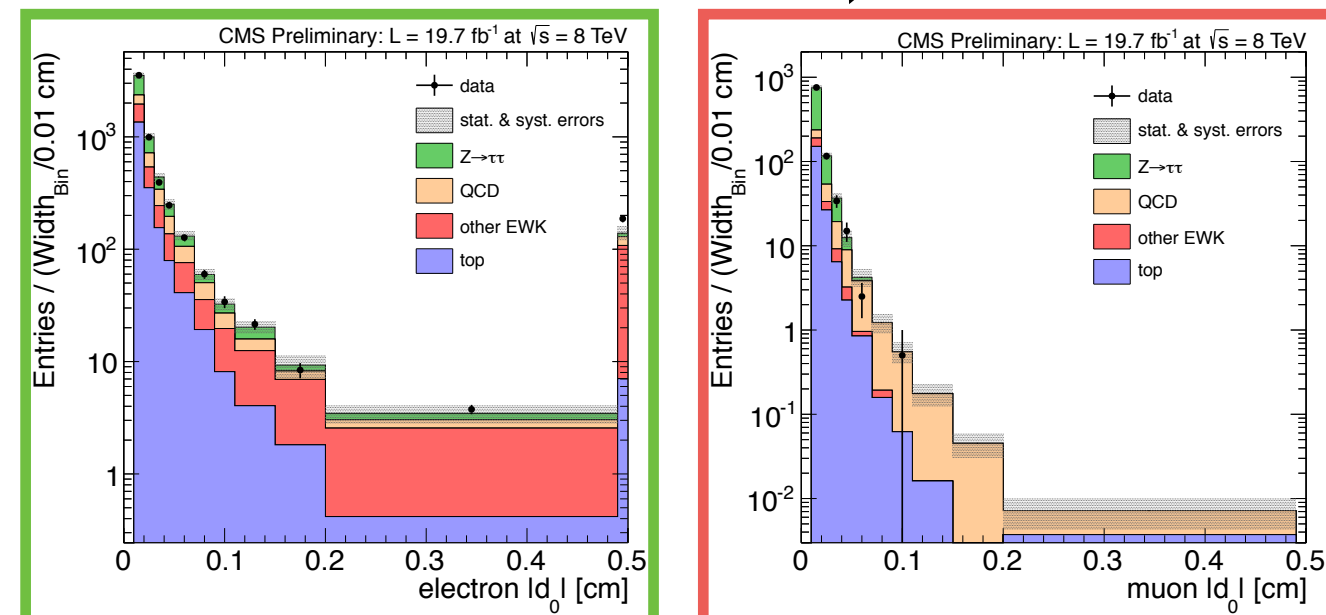 CMS Preliminary: L = 19.7 fb⁻¹ at √s = 8 TeV
Entries / (Width_Bin/0.01 cm)
data
stat. & syst. errors
Z→ττ
QCD
other EWK
top
10³
10²
10
1
0 0.1 0.2 0.3 0.4 0.5
electron |d₀| [cm]
CMS Preliminary: L = 19.7 fb⁻¹ at √s = 8 TeV
Entries / (Width_Bin/0.01 cm)
data
stat. & syst. errors
Z→ττ
QCD
other EWK
top
10³
10²
10
1
10⁻¹
10⁻²
0 0.1 0.2 0.3 0.4 0.5
muon |d₀| [cm]